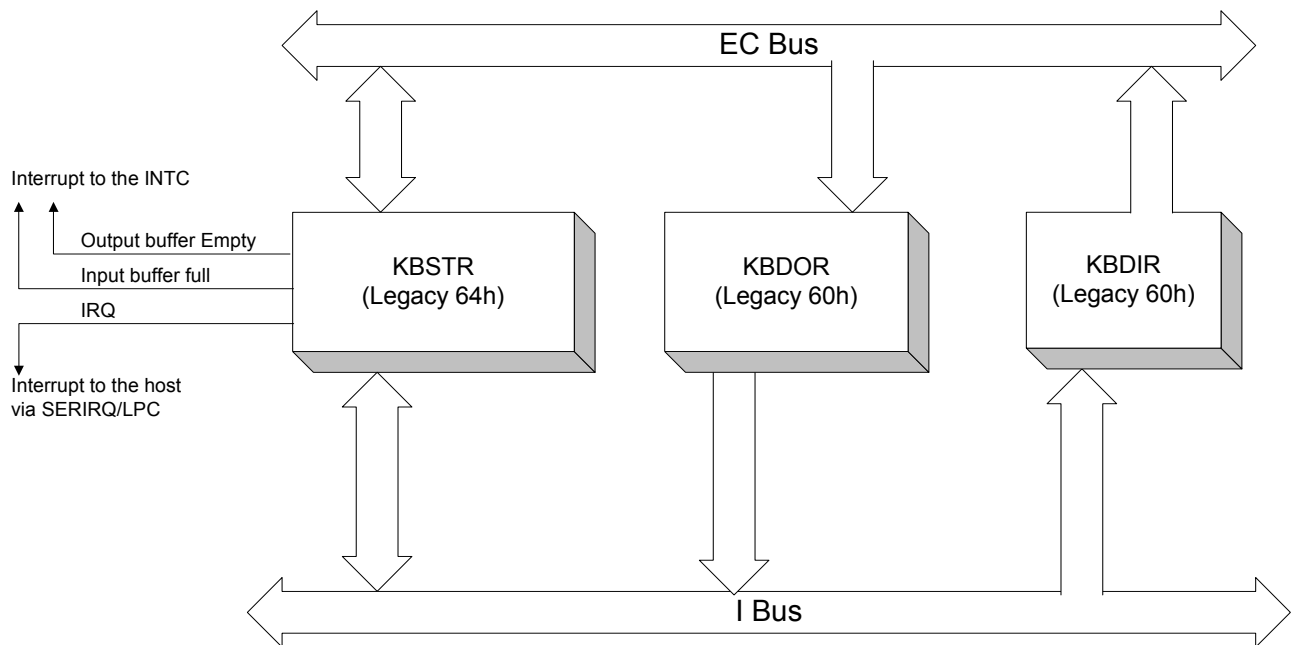 EC Bus
Interrupt to the INTC
Output buffer Empty
Input buffer full
IRQ
Interrupt to the host
via SERIRQ/LPC
KBSTR
(Legacy 64h)
KBDOR
(Legacy 60h)
KBDIR
(Legacy 60h)
I Bus